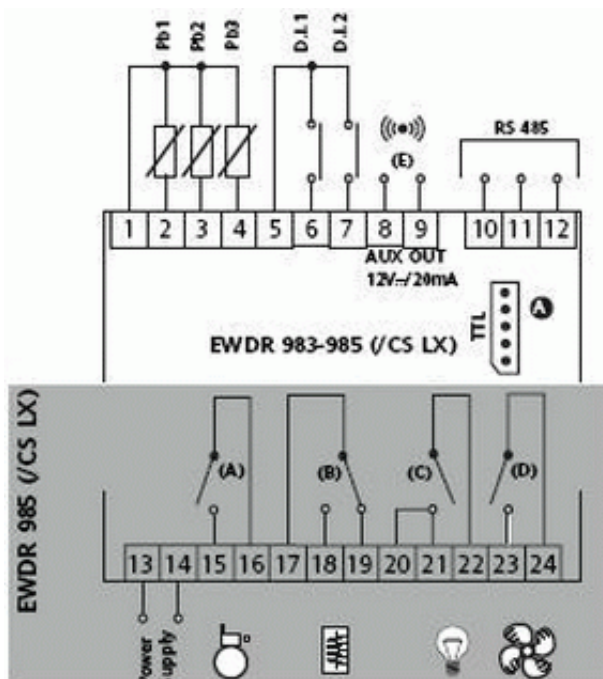 Pb1 Pb2 Pb3 D.I.1 D.I.2
(E)
RS 485
1 2 3 4 5 6 7 8 9 10 11 12
AUX OUT
12V⎓/20mA
TTL
A
EWDR 983-985 (/CS LX)
EWDR 985 (/CS LX)
(A) (B) (C) (D)
13 14 15 16 17 18 19 20 21 22 23 24